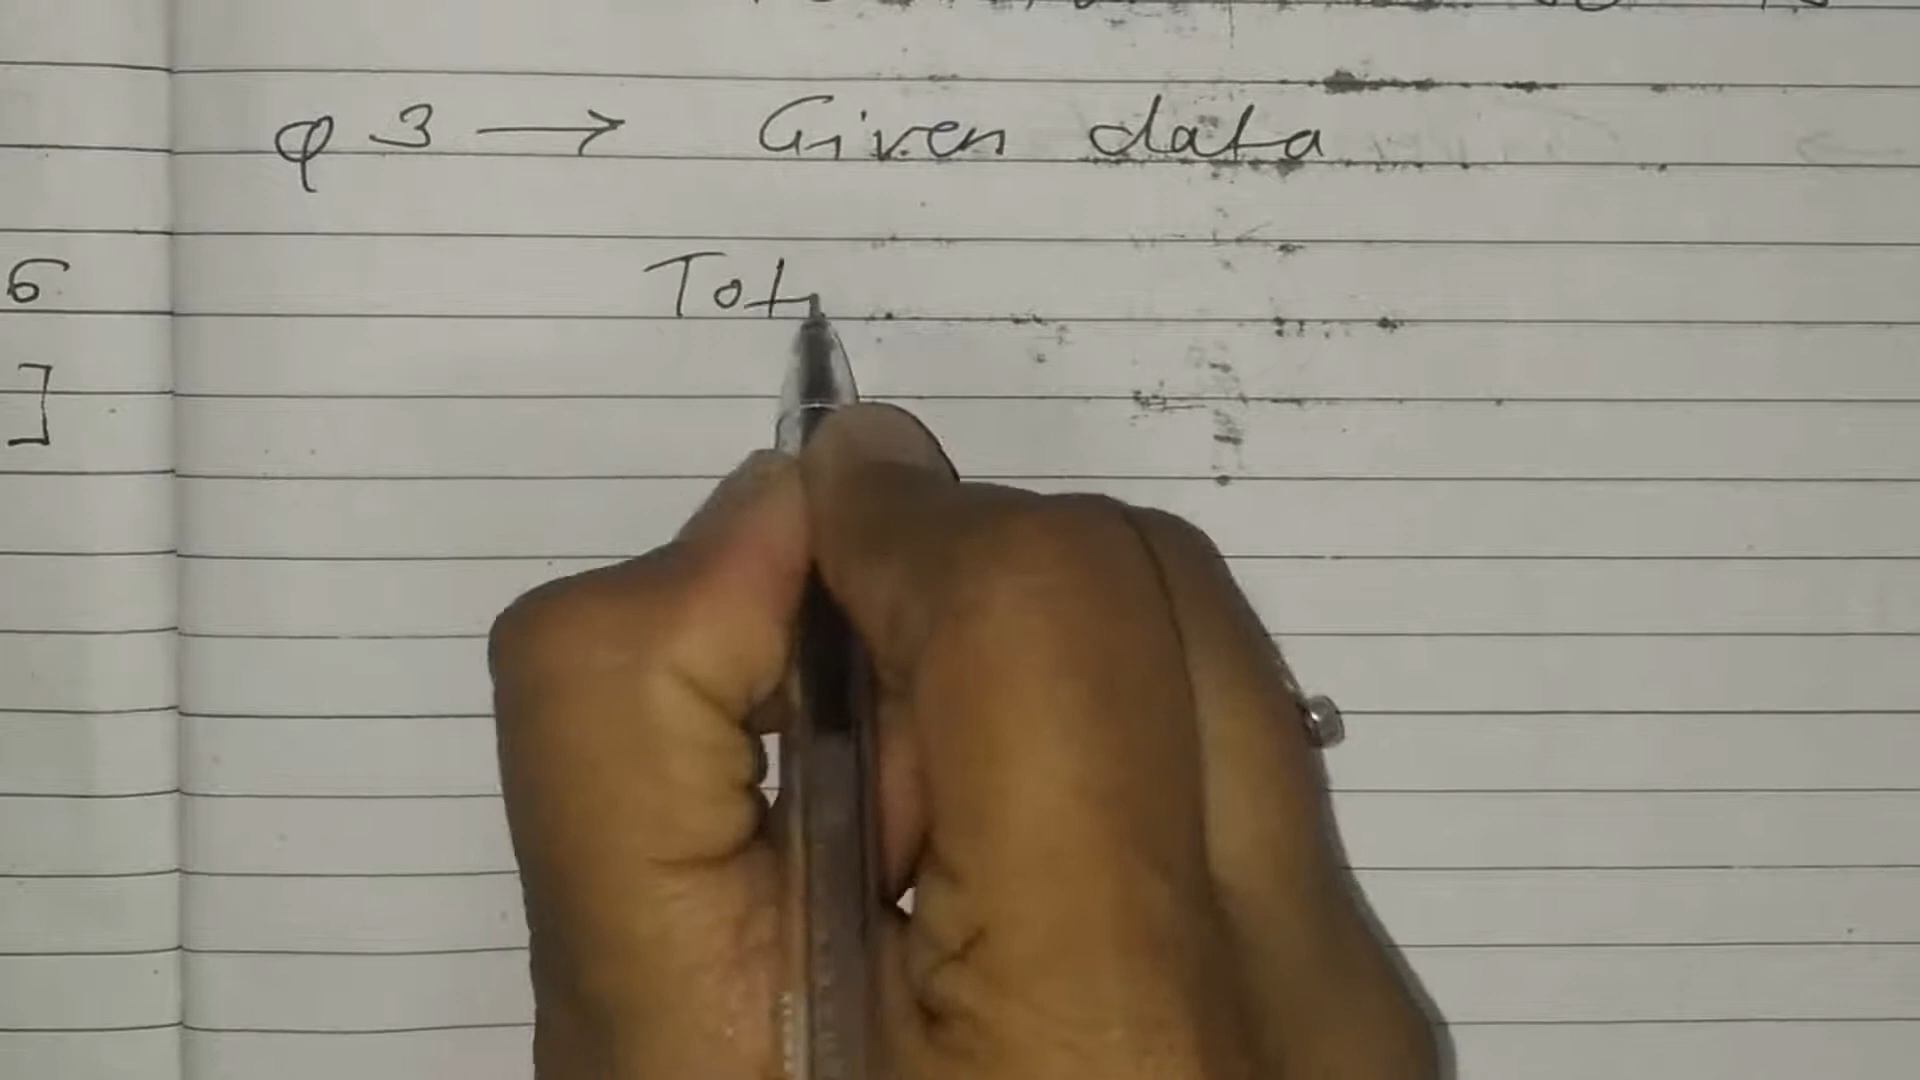 Q 3 → Given data
Tot
6
]